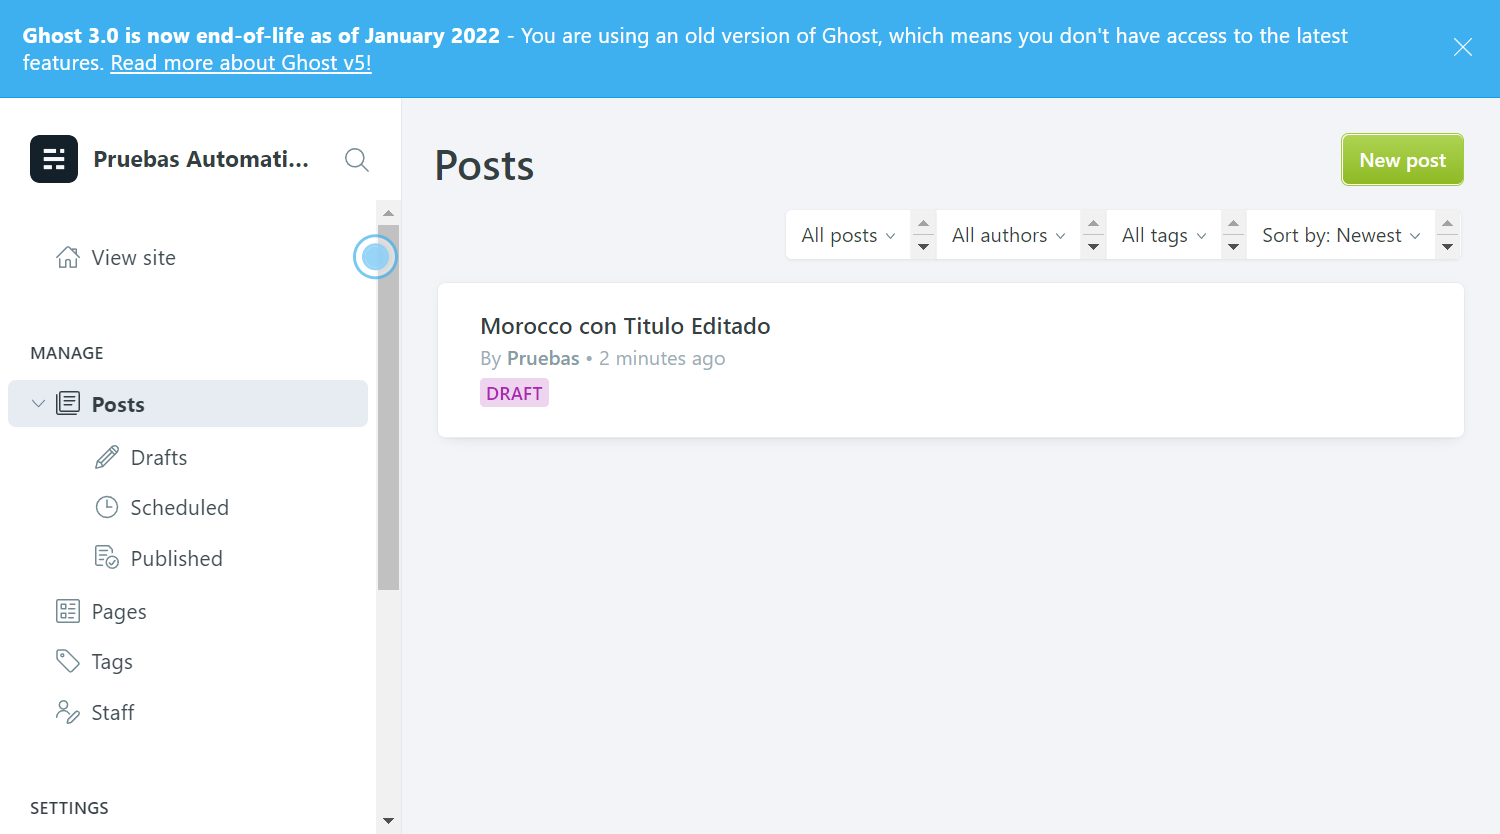 Ghost 3.0 is now end-of-life as of January 2022 - You are using an old version of Ghost, which means you don't have access to the latest
features. Read more about Ghost v5!
Pruebas Automati...
View site
MANAGE
Posts
Drafts
Scheduled
Published
Pages
Tags
Staff
SETTINGS
Posts
New post
All posts
All authors
All tags
Sort by: Newest
Morocco con Titulo Editado
By Pruebas • 2 minutes ago
DRAFT